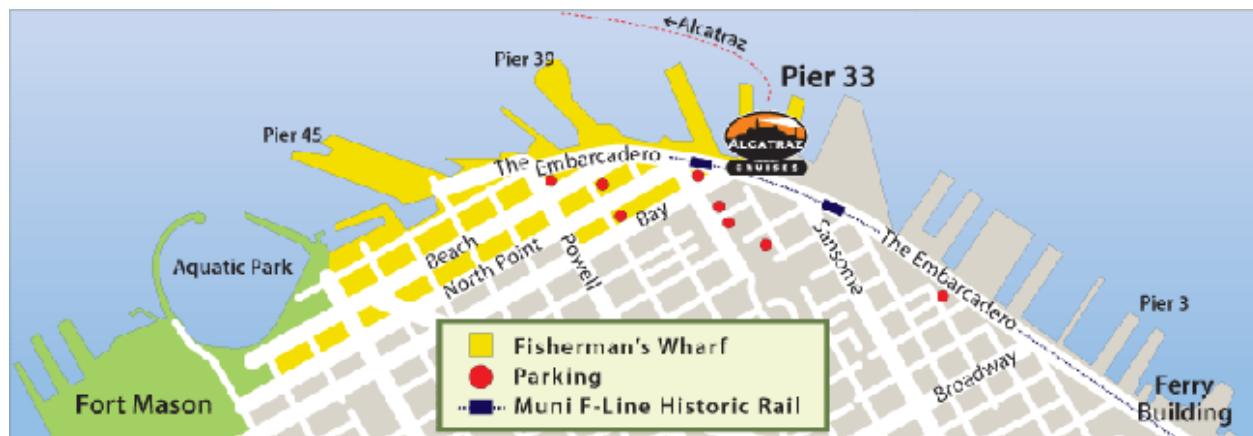 ←Alcatraz
Pier 39
Pier 33
Pier 45
ALCATRAZ
CRUISES
The Embarcadero
Aquatic Park
Beach
North Point
Powell
Bay
Sansome
The Embarcadero
Pier 3
Broadway
Ferry
Building
Fort Mason
Fisherman's Wharf
Parking
Muni F-Line Historic Rail